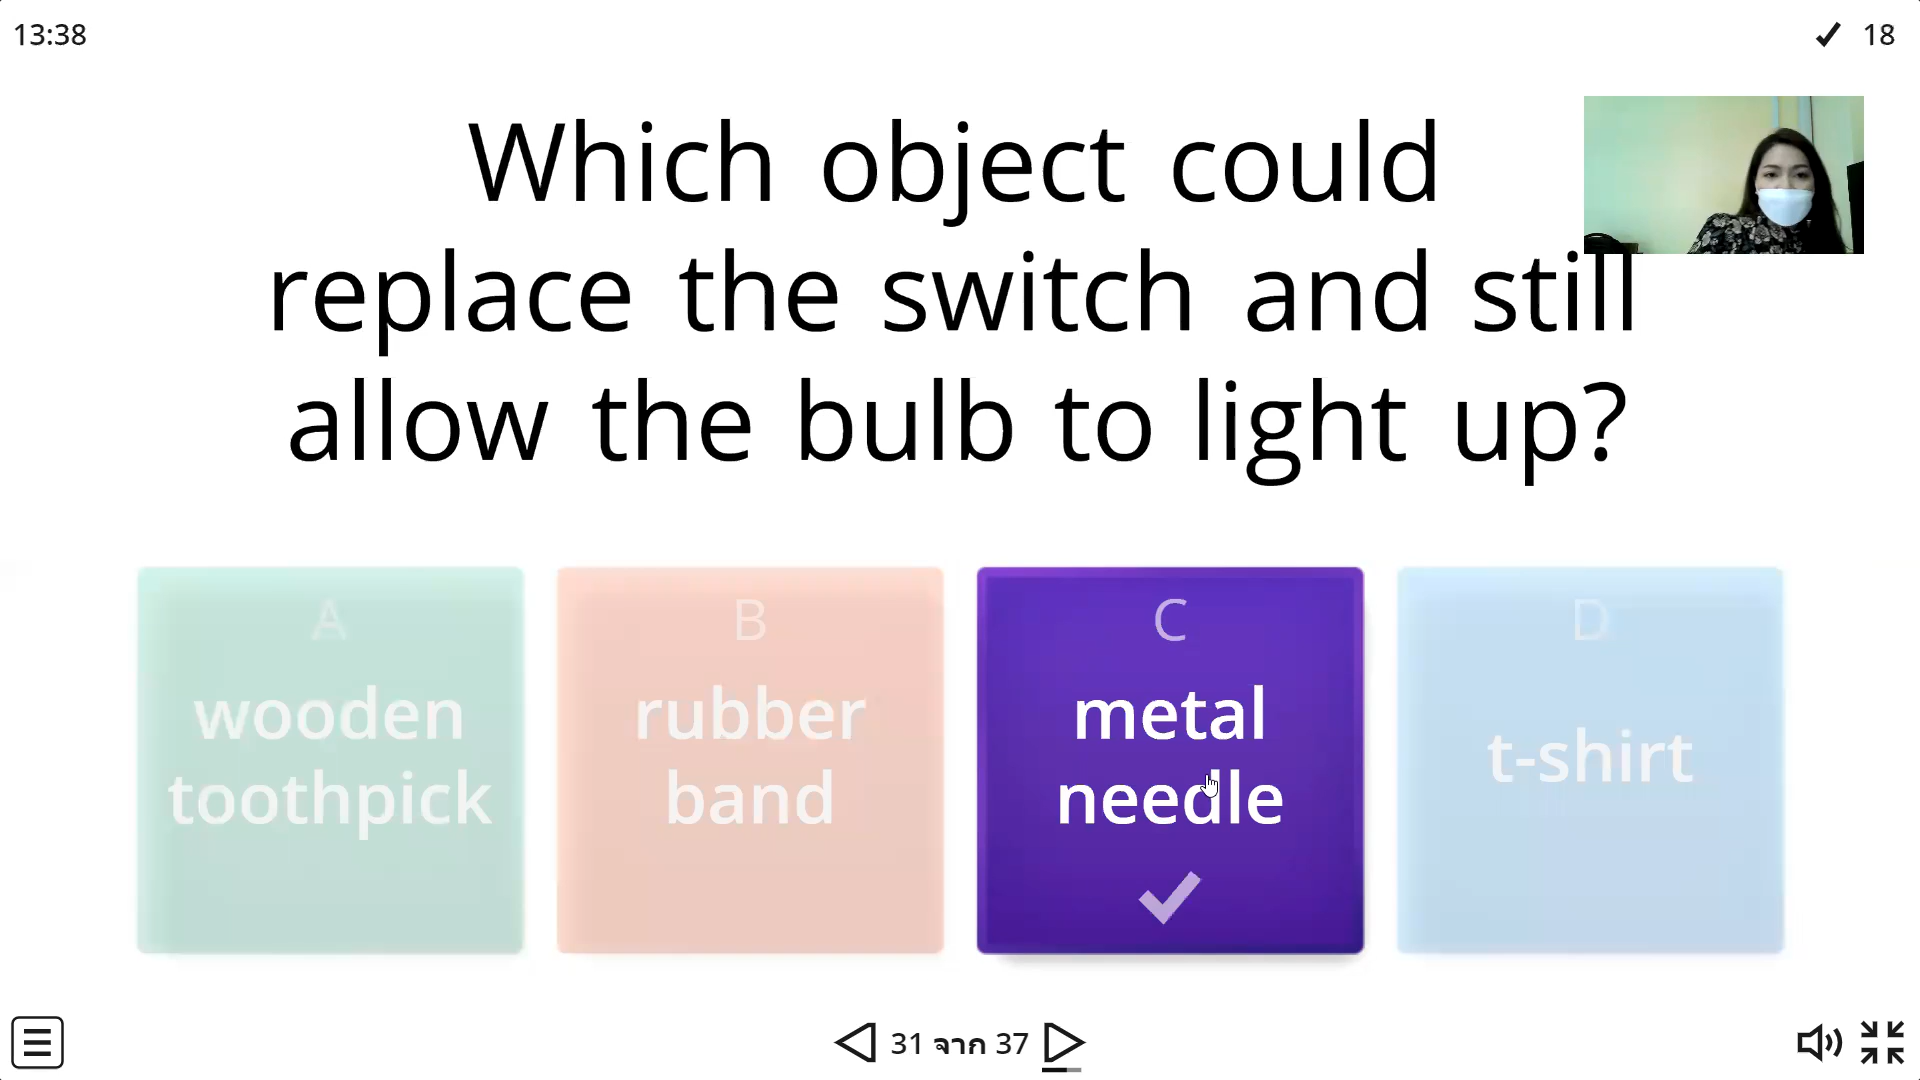 13:38
18
Which object could
replace the switch and still
allow the bulb to light up?
A
wooden
toothpick
B
rubber
band
C
metal
needle
D
t-shirt
31 จาก 37